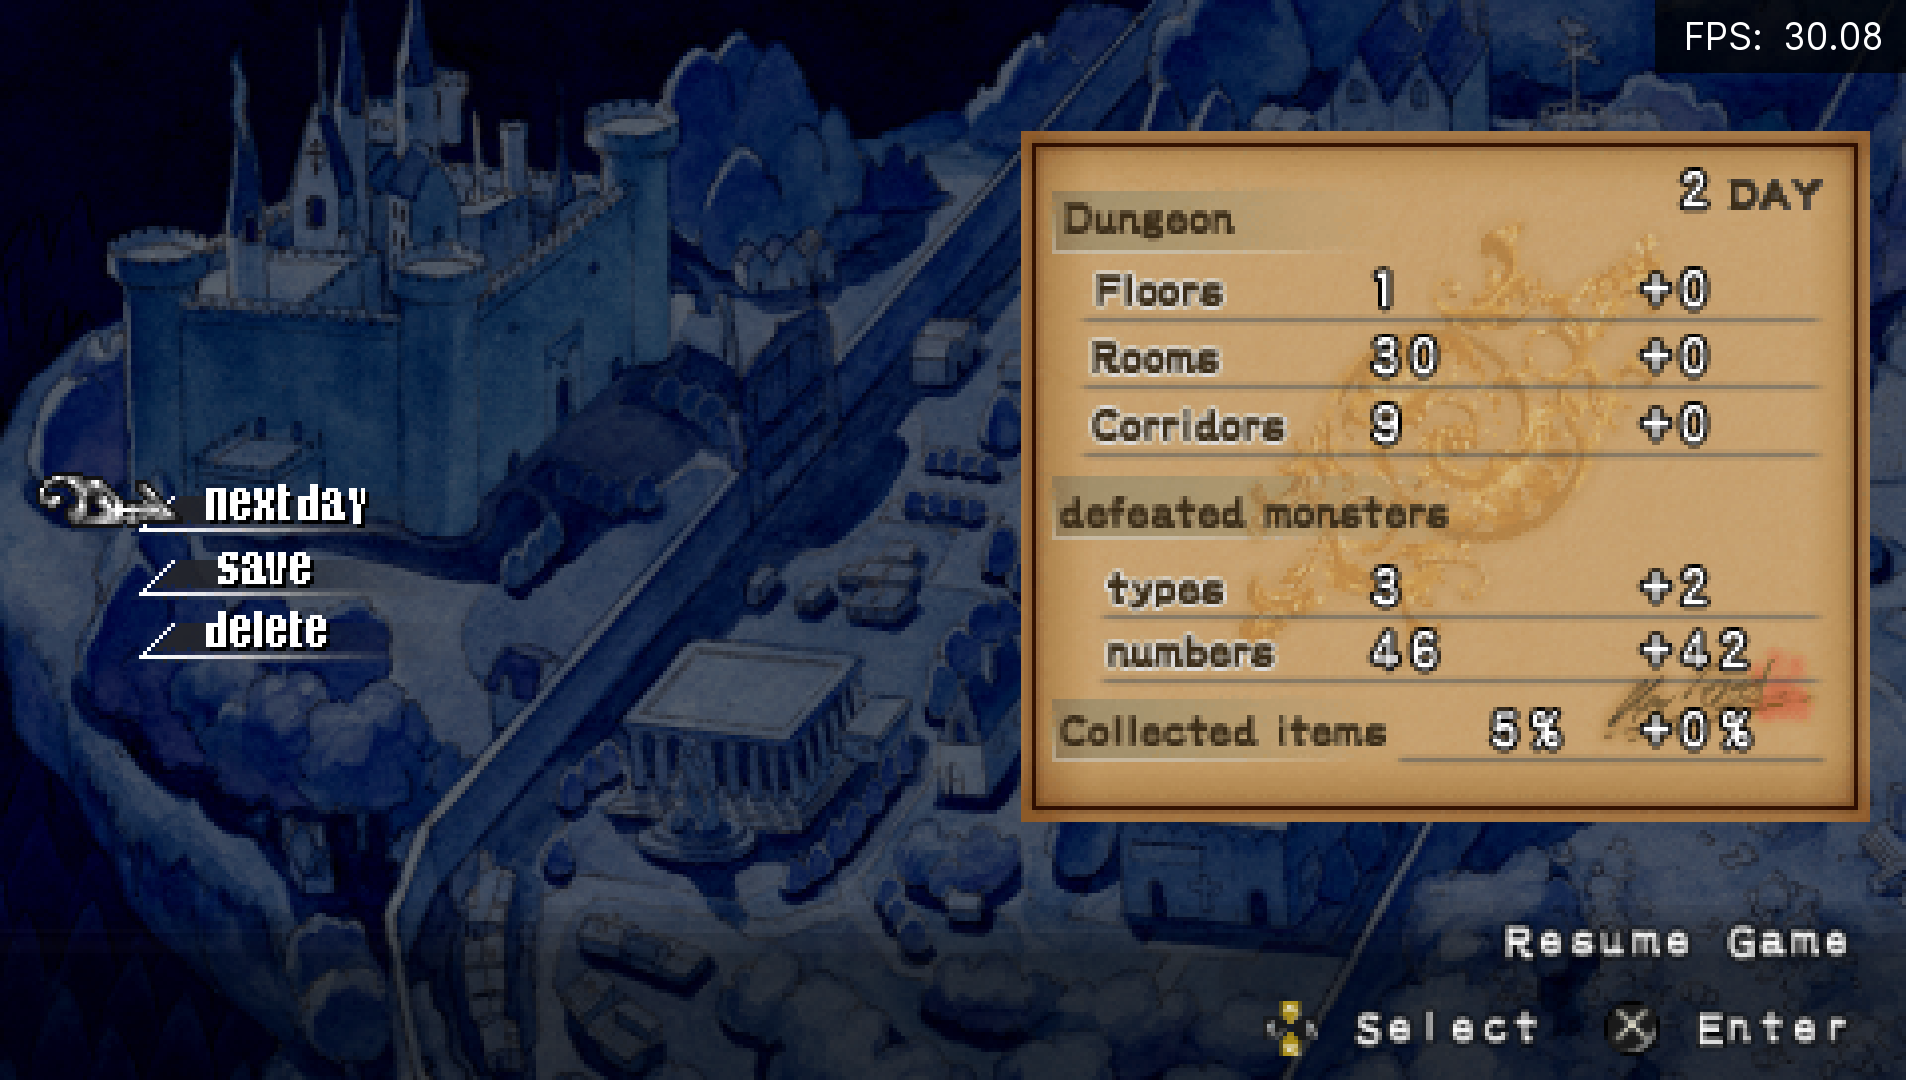 FPS: 30.08
2 DAY
Dungeon
Floors 1 +0
Rooms 30 +0
Corridors 9 +0
defeated monsters
types 3 +2
numbers 46 +42
Collected items 5% +0%
next day
save
delete
Resume Game
Select Enter